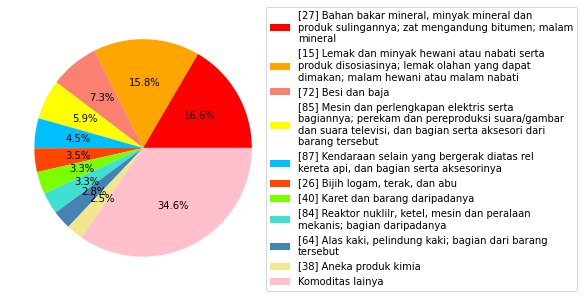 16.6%
15.8%
7.3%
5.9%
4.5%
3.5%
3.3%
3.3%
2.8%
2.5%
34.6%
[27] Bahan bakar mineral, minyak mineral dan
produk sulingannya; zat mengandung bitumen; malam
mineral
[15] Lemak dan minyak hewani atau nabati serta
produk disosiasinya; lemak olahan yang dapat
dimakan; malam hewani atau malam nabati
[72] Besi dan baja
[85] Mesin dan perlengkapan elektris serta
bagiannya; perekam dan pereproduksi suara/gambar
dan suara televisi, dan bagian serta aksesori dari
barang tersebut
[87] Kendaraan selain yang bergerak diatas rel
kereta api, dan bagian serta aksesorinya
[26] Bijih logam, terak, dan abu
[40] Karet dan barang daripadanya
[84] Reaktor nuklilr, ketel, mesin dan peralaan
mekanis; bagian daripadanya
[64] Alas kaki, pelindung kaki; bagian dari barang
tersebut
[38] Aneka produk kimia
Komoditas lainya